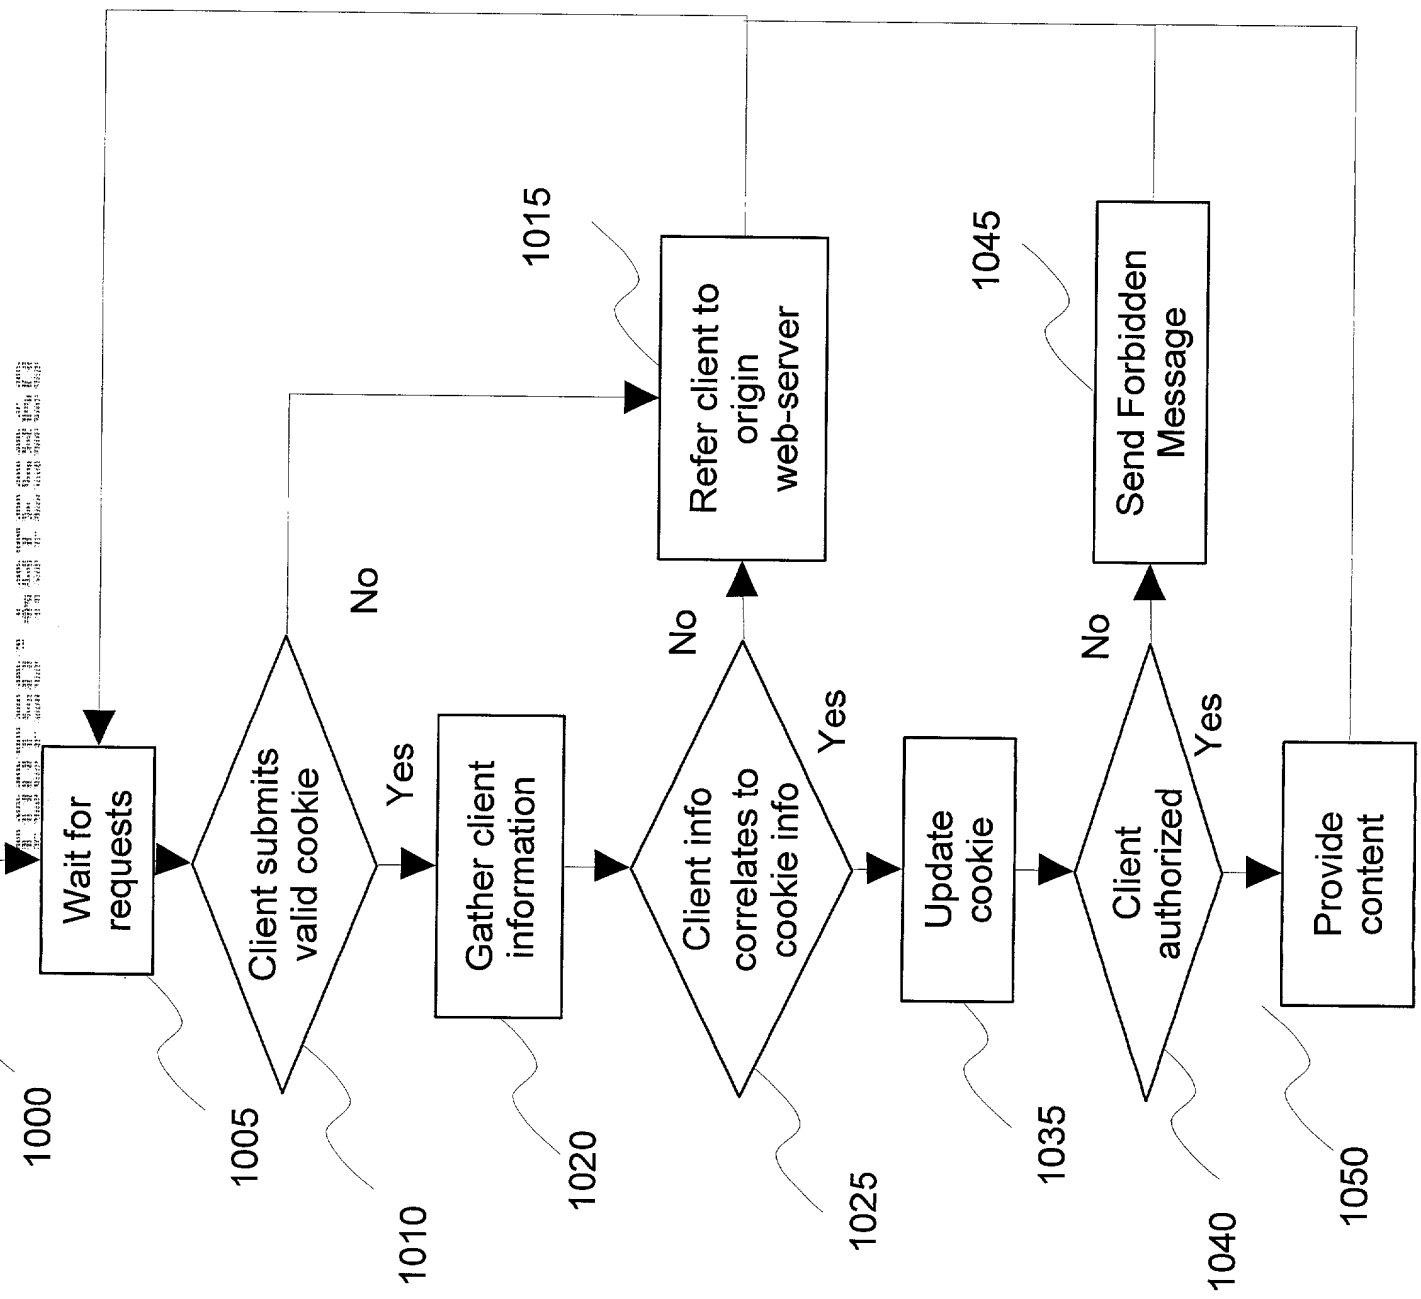 1000
Wait for
requests
1005
Client submits
valid cookie
1010
No
Yes
Gather client
information
1020
Refer client to
origin
web-server
1015
Client info
correlates to
cookie info
1025
No
Yes
Update
cookie
1035
Client
authorized
1040
No
Yes
Send Forbidden
Message
1045
Provide
content
1050